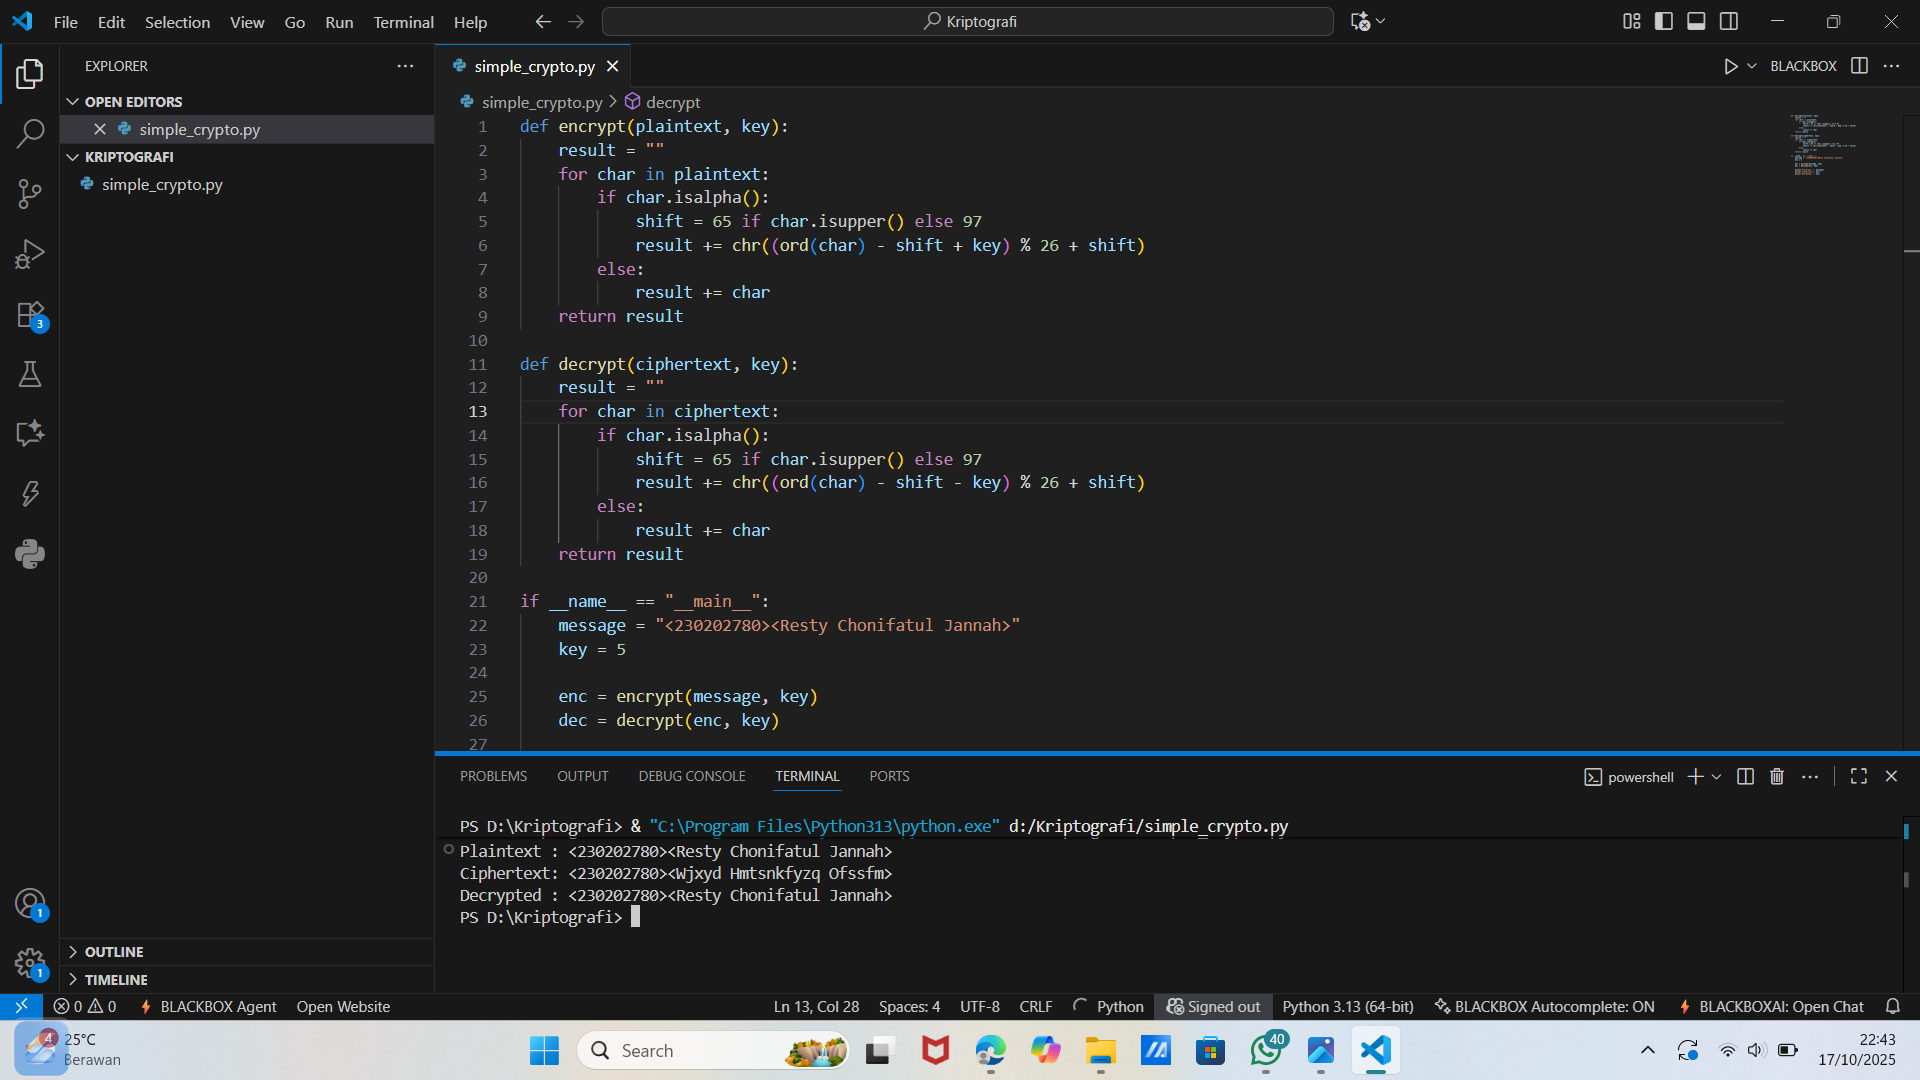 File Edit Selection View Go Run Terminal Help
Kriptografi
EXPLORER
OPEN EDITORS
simple_crypto.py
KRIPTOGRAFI
simple_crypto.py
OUTLINE
TIMELINE
3
1
1
simple_crypto.py
BLACKBOX
simple_crypto.py > decrypt
1 def encrypt(plaintext, key):
2 result = ""
3 for char in plaintext:
4 if char.isalpha():
5 shift = 65 if char.isupper() else 97
6 result += chr((ord(char) - shift + key) % 26 + shift)
7 else:
8 result += char
9 return result
10
11 def decrypt(ciphertext, key):
12 result = ""
13 for char in ciphertext:
14 if char.isalpha():
15 shift = 65 if char.isupper() else 97
16 result += chr((ord(char) - shift - key) % 26 + shift)
17 else:
18 result += char
19 return result
20
21 if __name__ == "__main__":
22 message = "<230202780><Resty Chonifatul Jannah>"
23 key = 5
24
25 enc = encrypt(message, key)
26 dec = decrypt(enc, key)
27
PROBLEMS OUTPUT DEBUG CONSOLE TERMINAL PORTS
powershell
PS D:\Kriptografi> & "C:\Program Files\Python313\python.exe" d:/Kriptografi/simple_crypto.py
Plaintext : <230202780><Resty Chonifatul Jannah>
Ciphertext: <230202780><Wjxyd Hmtsnkfyzq Ofssfm>
Decrypted : <230202780><Resty Chonifatul Jannah>
PS D:\Kriptografi>
0 0 BLACKBOX Agent Open Website Ln 13, Col 28 Spaces: 4 UTF-8 CRLF Python Signed out Python 3.13 (64-bit) BLACKBOX Autocomplete: ON BLACKBOXAI: Open Chat
4
25°C
Berawan
Search
40
22:43
17/10/2025